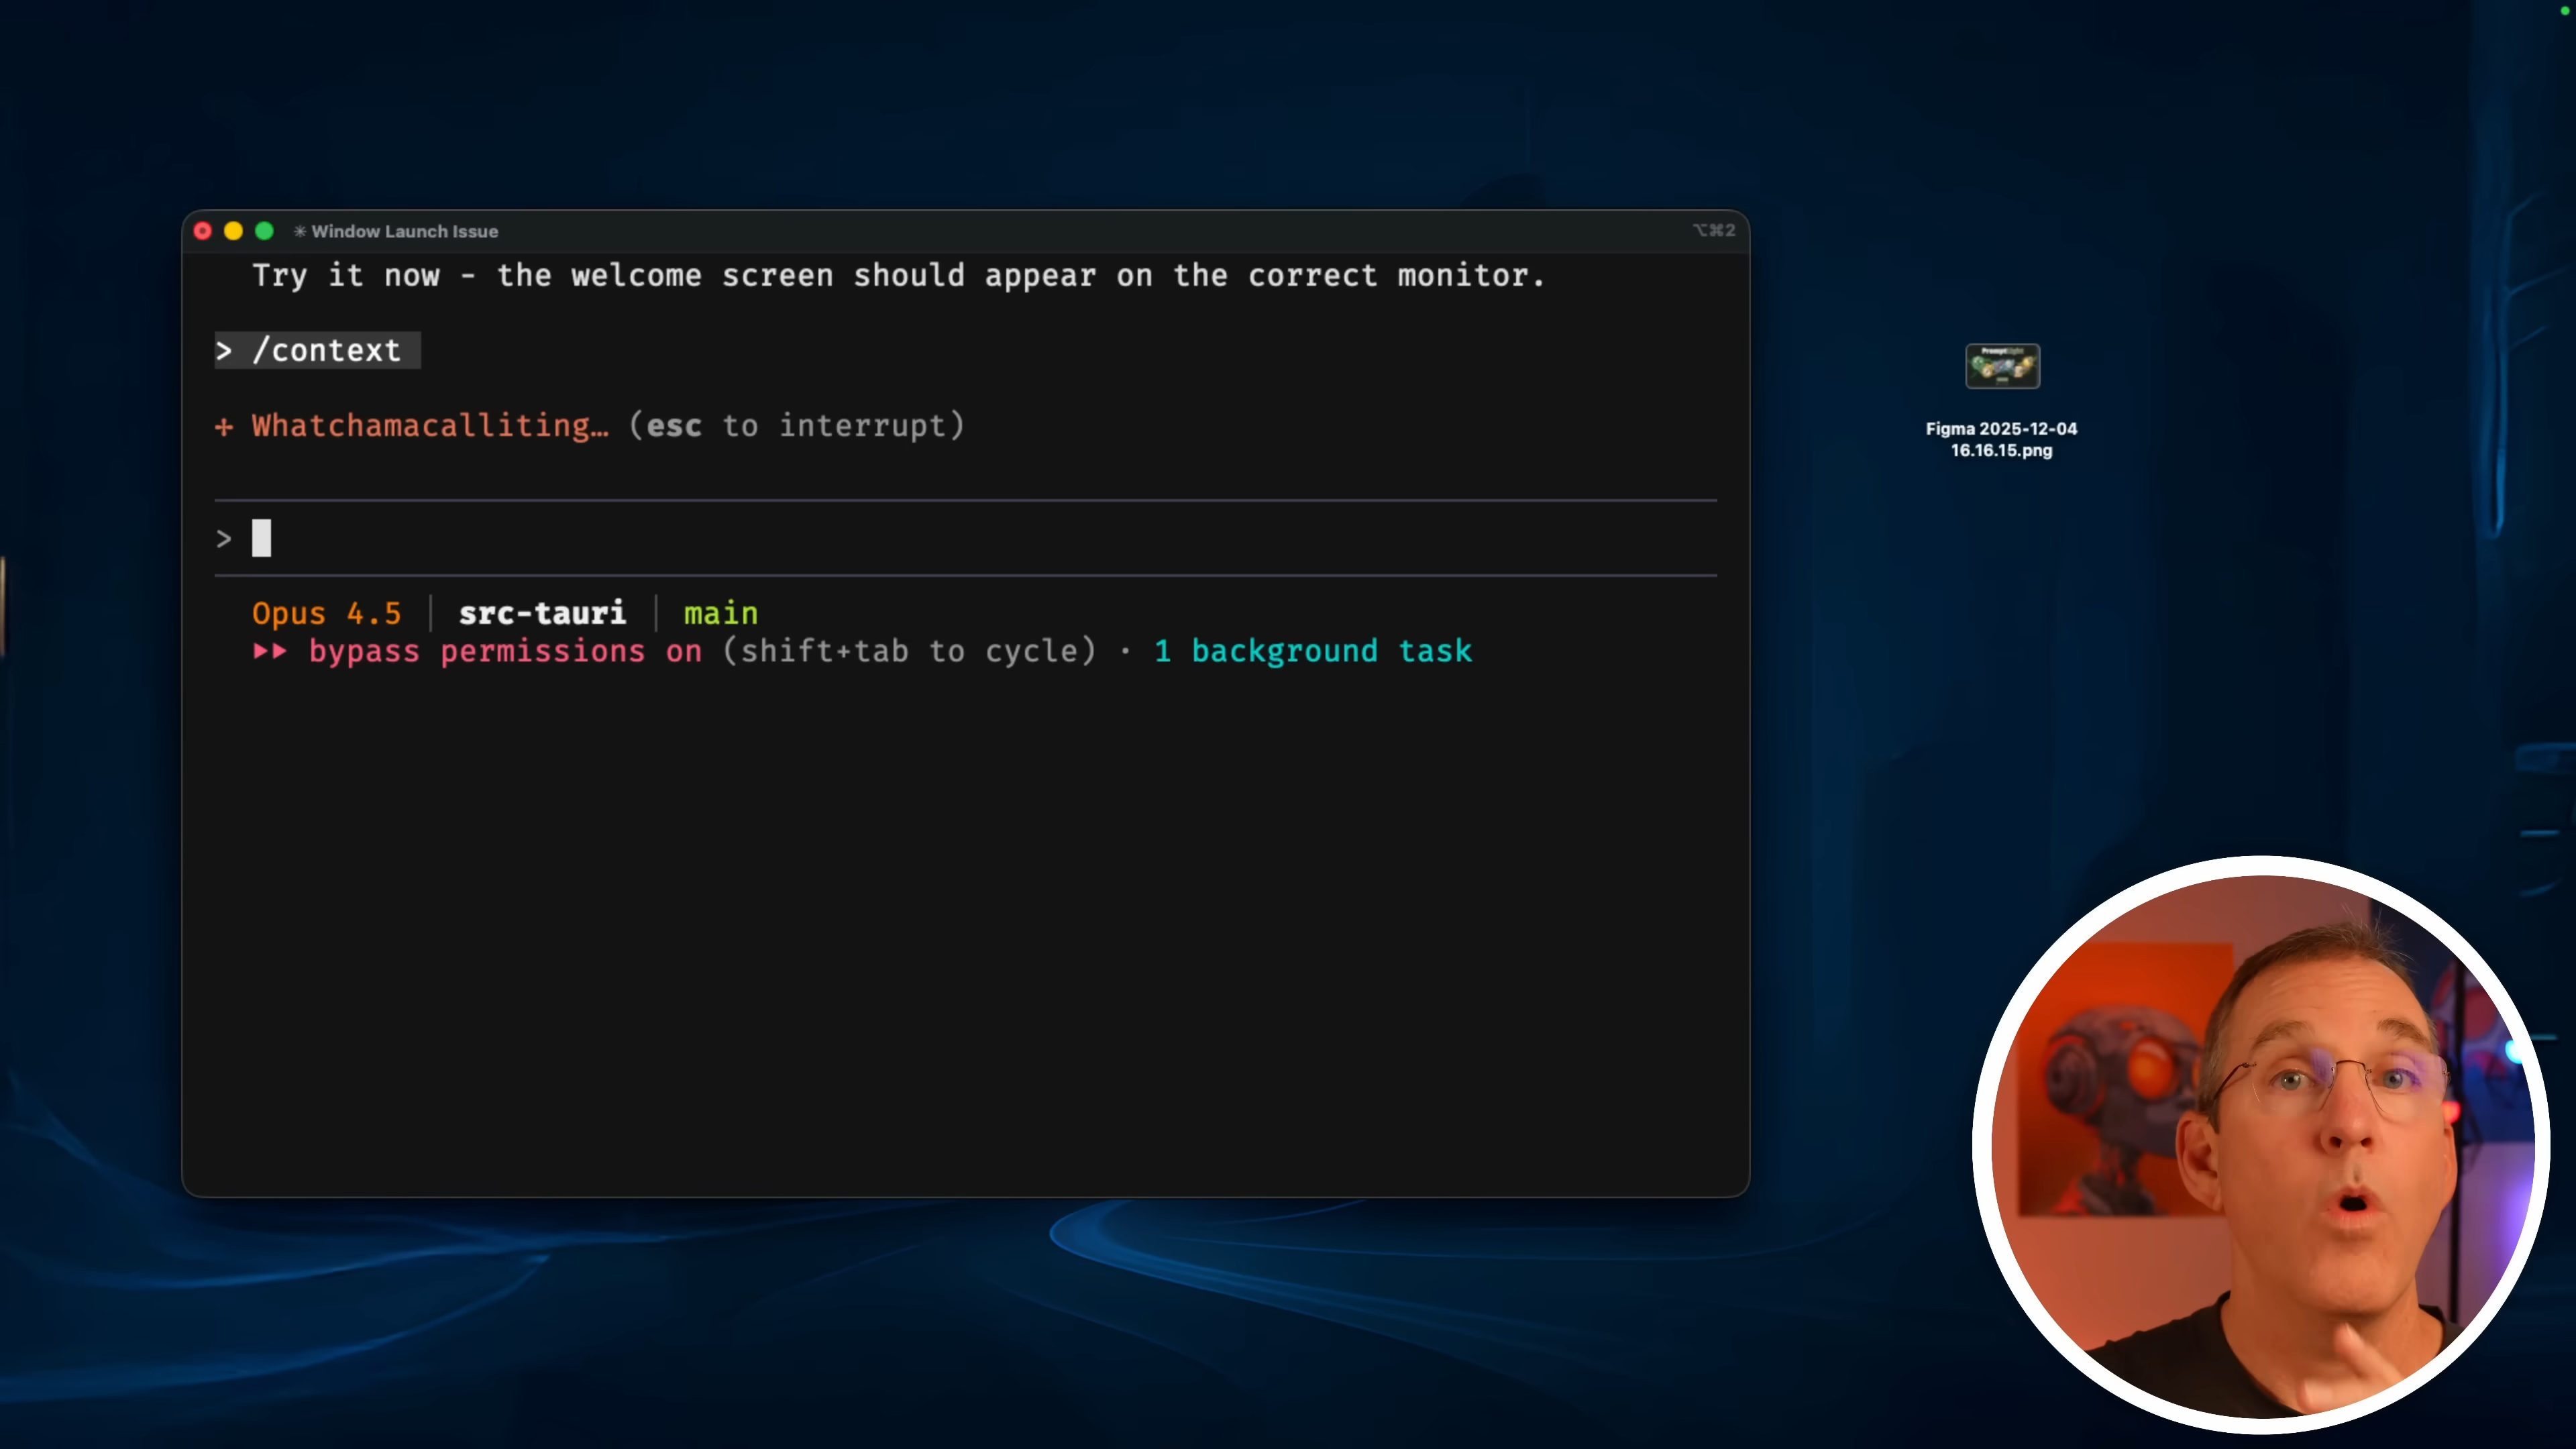 ✳ Window Launch Issue
⌥⌘2
Try it now - the welcome screen should appear on the correct monitor.
> /context
Whatchamacalliting… (esc to interrupt)
>
Opus 4.5 | src-tauri | main
bypass permissions on (shift+tab to cycle) · 1 background task
Figma 2025-12-04
16.16.15.png